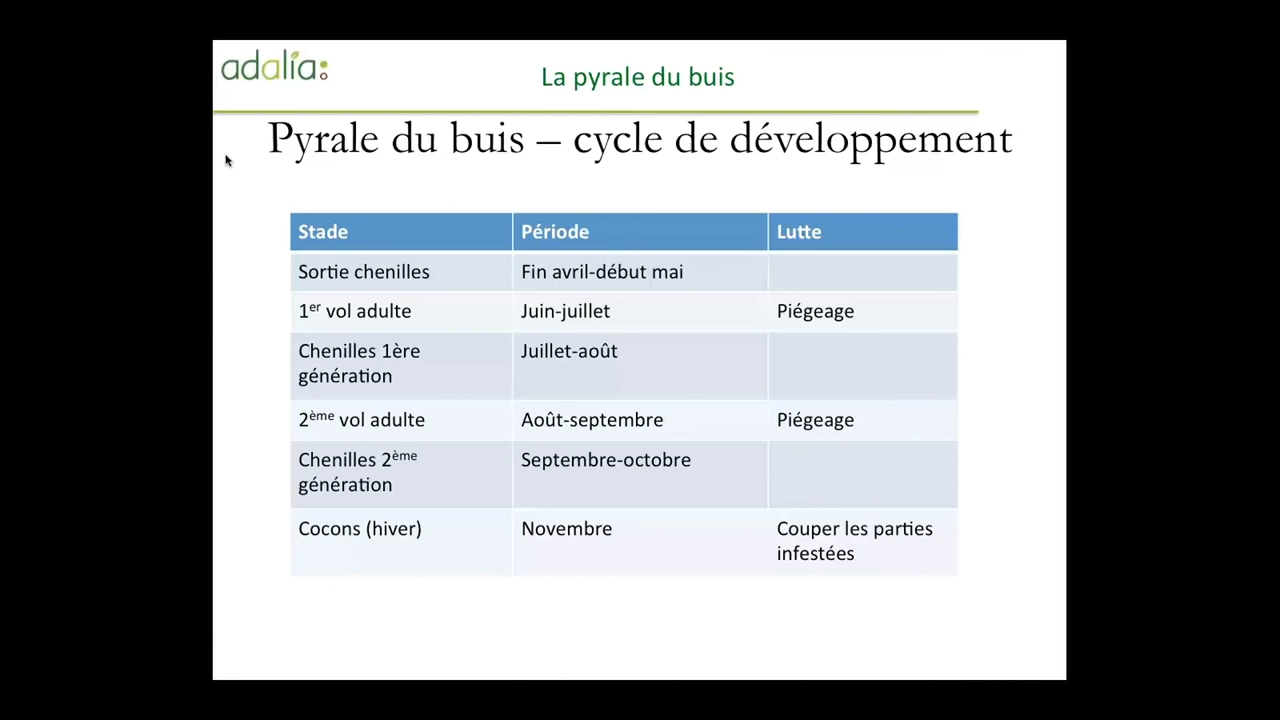 adalia:
La pyrale du buis
Pyrale du buis – cycle de développement
Stade Période Lutte
Sortie chenilles Fin avril-début mai
1er vol adulte Juin-juillet Piégeage
Chenilles 1ère Juillet-août
génération
2ème vol adulte Août-septembre Piégeage
Chenilles 2ème Septembre-octobre
génération
Cocons (hiver) Novembre Couper les parties
infestées